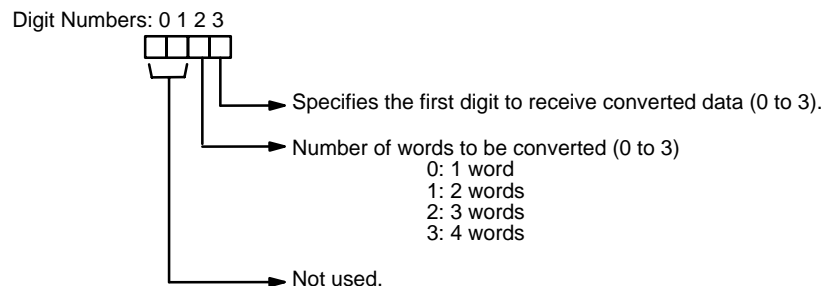 Digit Numbers: 0 1 2 3
Specifies the first digit to receive converted data (0 to 3).
Number of words to be converted (0 to 3)
0: 1 word
1: 2 words
2: 3 words
3: 4 words
Not used.